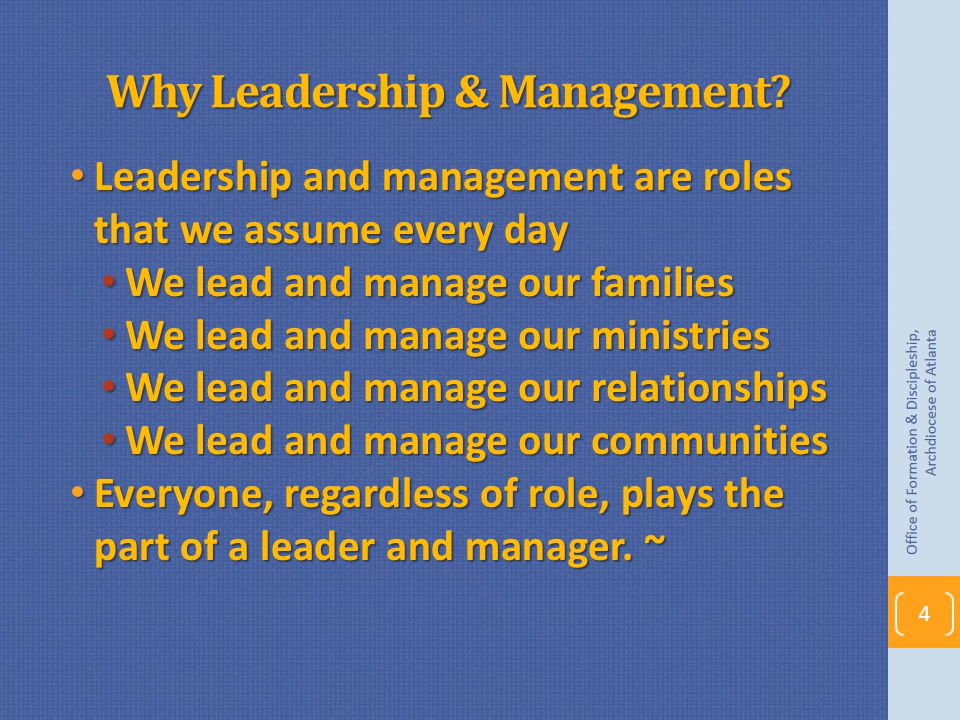 Why Leadership & Management?
• Leadership and management are roles
that we assume every day
• We lead and manage our families
• We lead and manage our ministries
• We lead and manage our relationships
• We lead and manage our communities
• Everyone, regardless of role, plays the
part of a leader and manager. ~
Office of Formation & Discipleship,
Archdiocese of Atlanta
4